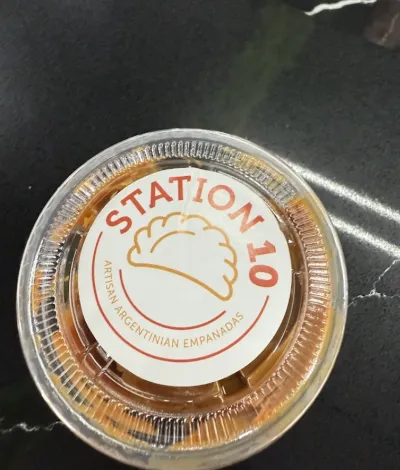 STATION 10
ARTISAN ARGENTINIAN EMPANADAS